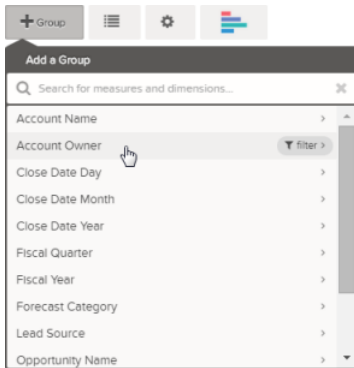 Group
Add a Group
Search for measures and dimensions...
Account Name
Account Owner filter
Close Date Day
Close Date Month
Close Date Year
Fiscal Quarter
Fiscal Year
Forecast Category
Lead Source
Opportunity Name